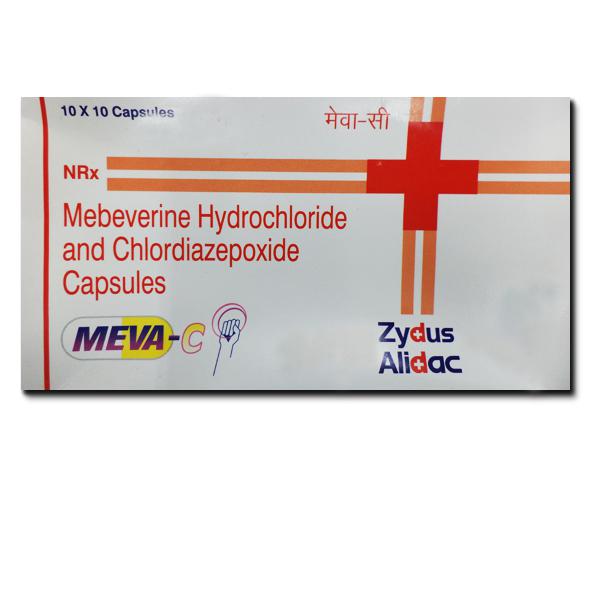 10 X 10 Capsules
मेवा-सी
NRx
Mebeverine Hydrochloride
and Chlordiazepoxide
Capsules
MEVA-C
Zydus
Alidac